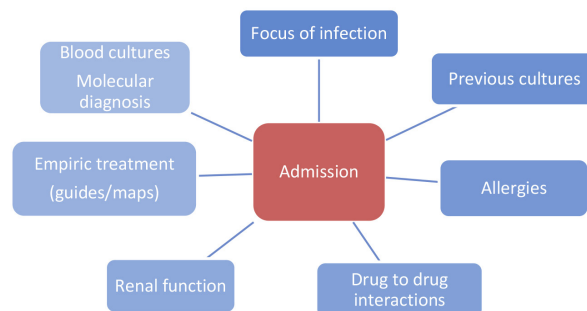 Focus of infection
Blood cultures
Molecular
diagnosis
Previous cultures
Empiric treatment
(guides/maps)
Admission
Allergies
Renal function
Drug to drug
interactions